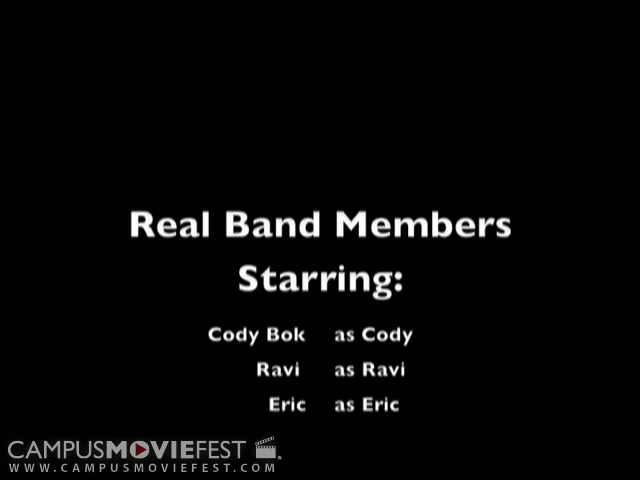 Real Band Members
Starring:
Cody Bok as Cody
Ravi as Ravi
Eric as Eric
CAMPUSMOVIEFEST
WWW.CAMPUSMOVIEFEST.COM